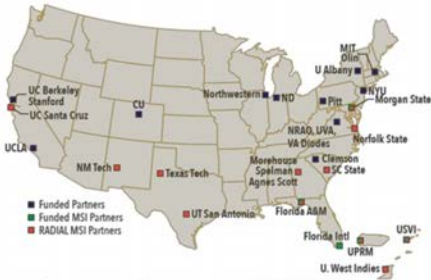 MIT
Olin
U Albany
UC Berkeley
Stanford
UC Santa Cruz
CU
Northwestern
ND
NYU
Pitt
Morgan State
NRAO, UVA,
VA Diodes
Norfolk State
UCLA
NM Tech
Texas Tech
Morehouse
Spelman
Agnes Scott
Clemson
SC State
Funded Partners
Funded MSI Partners
RADIAL MSI Partners
UT San Antonio
Florida A&M
Florida Intl
USVI
UPRM
U. West Indies